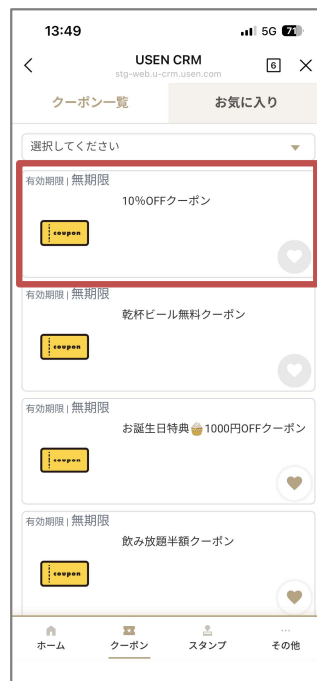 13:49
5G 71
USEN CRM
stg-web.u-crm.usen.com
6
クーポン一覧
お気に入り
選択してください
有効期限 | 無期限
10%OFFクーポン
coupon
有効期限 | 無期限
乾杯ビール無料クーポン
coupon
有効期限 | 無期限
お誕生日特典🧁1000円OFFクーポン
coupon
有効期限 | 無期限
飲み放題半額クーポン
coupon
ホーム
クーポン
スタンプ
その他